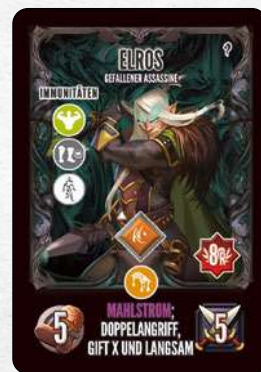 ELROS
GEFALLENER ASSASSINE
IMMUNITÄTEN
8
5
MAHLSTROM;
DOPPELANGRIFF,
GIFT X UND LANGSAM
5